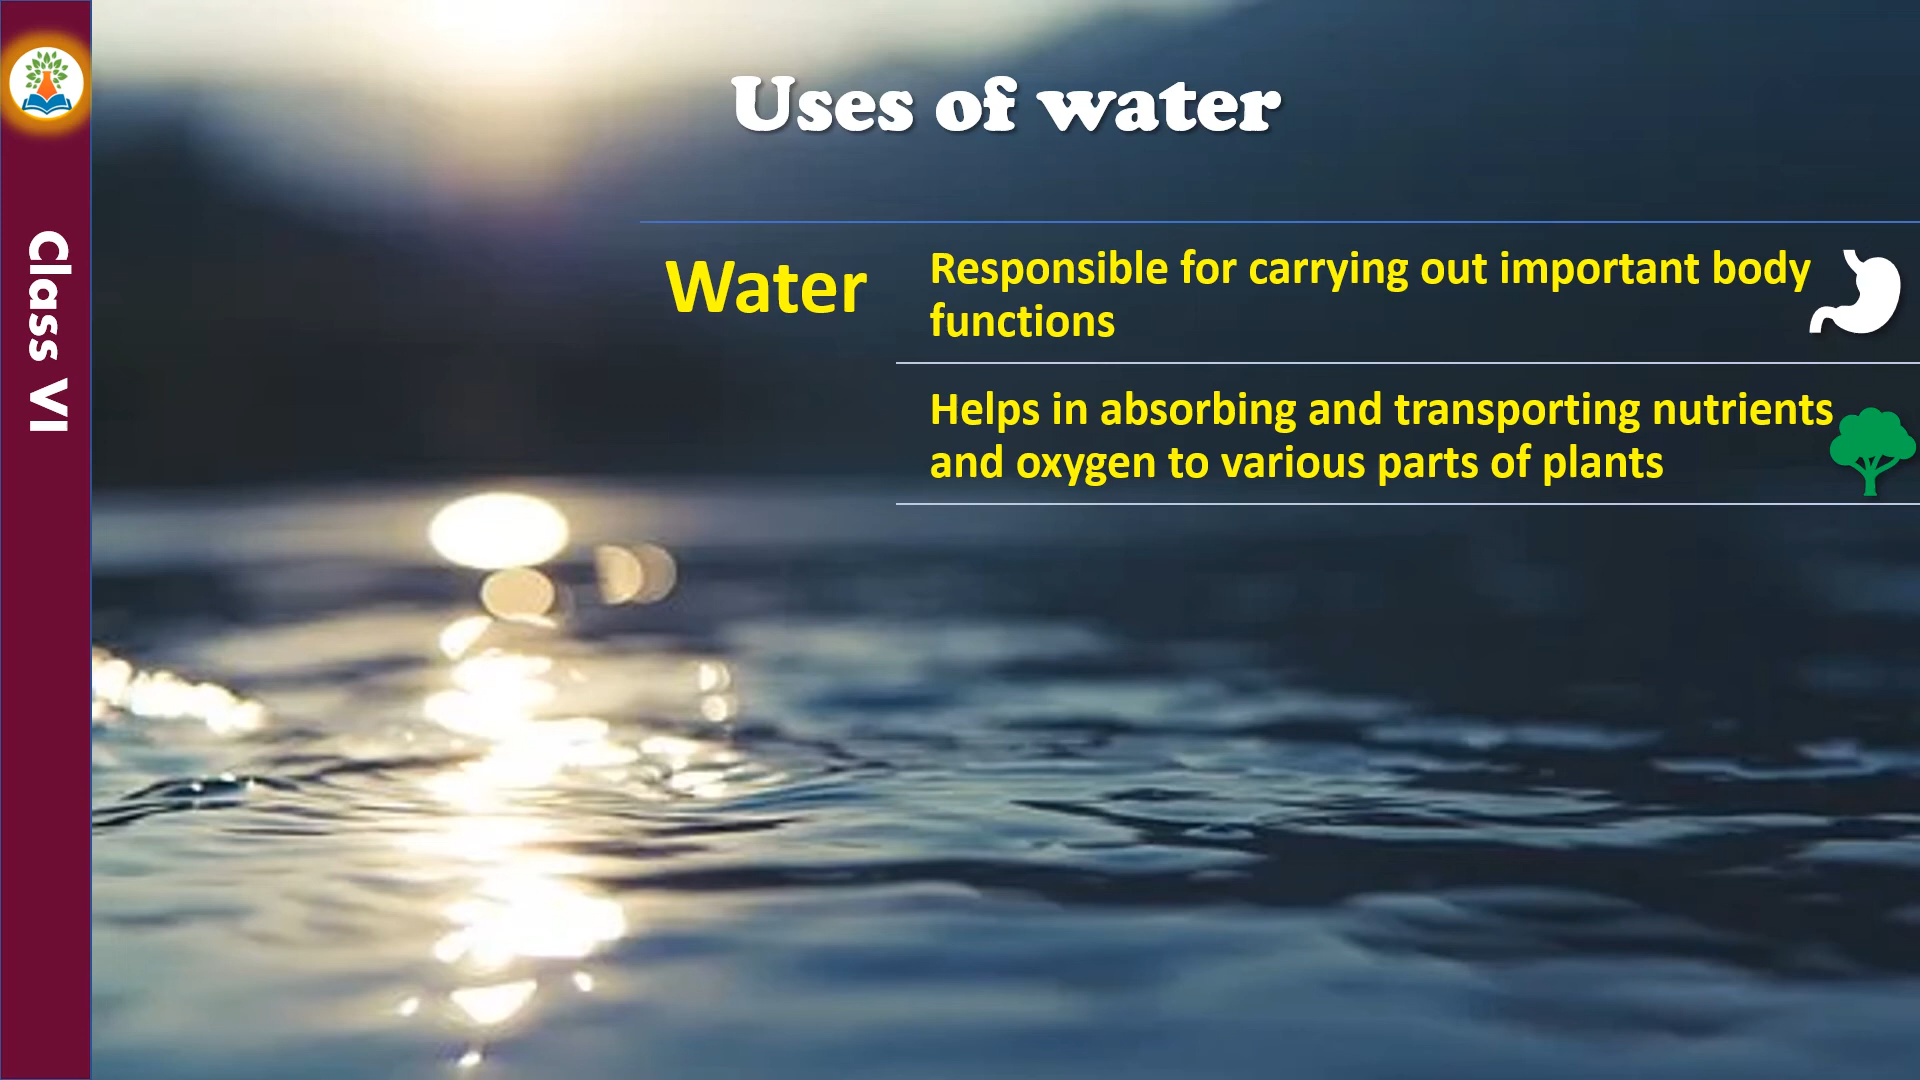 Class VI
Uses of water
Water
Responsible for carrying out important body
functions
Helps in absorbing and transporting nutrients
and oxygen to various parts of plants